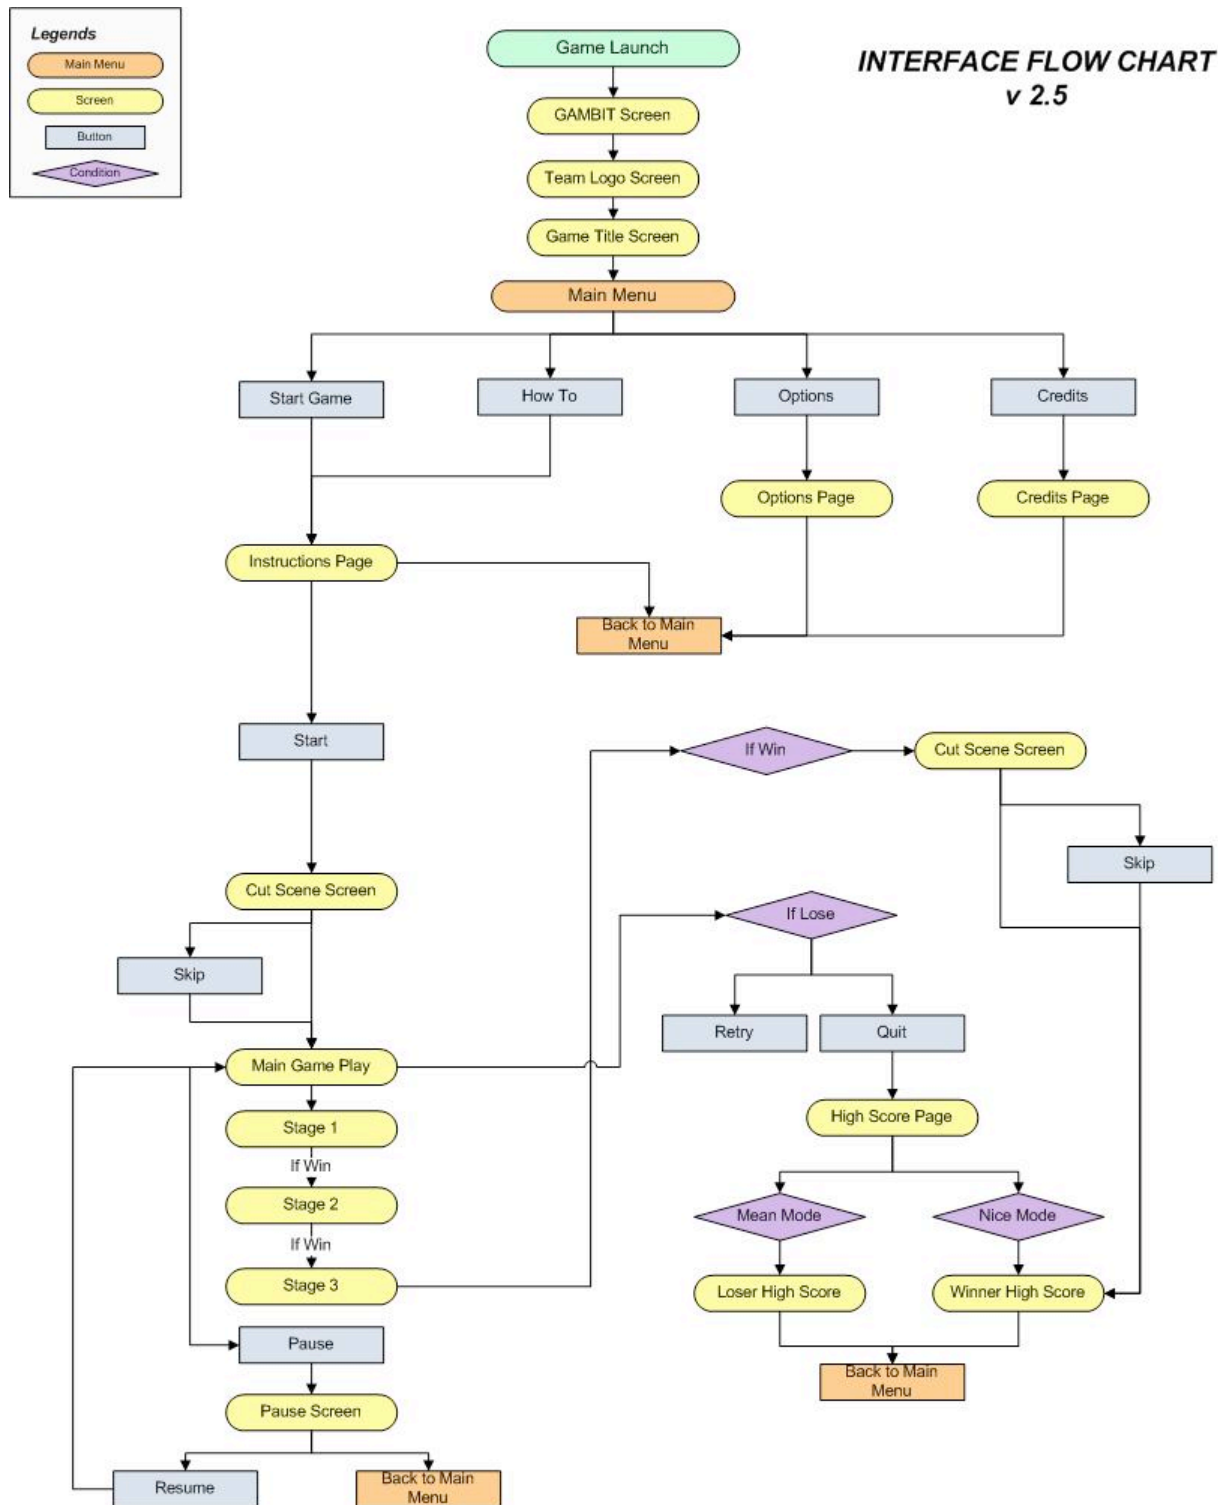 Legends
Main Menu
Screen
Button
Condition
INTERFACE FLOW CHART
v 2.5
Game Launch
GAMBIT Screen
Team Logo Screen
Game Title Screen
Main Menu
Start Game
How To
Options
Credits
Options Page
Credits Page
Instructions Page
Back to Main
Menu
Start
If Win
Cut Scene Screen
Skip
Cut Scene Screen
If Lose
Skip
Retry
Quit
Main Game Play
High Score Page
Stage 1
If Win
Stage 2
Mean Mode
Nice Mode
If Win
Stage 3
Loser High Score
Winner High Score
Pause
Back to Main
Menu
Pause Screen
Resume
Back to Main
Menu